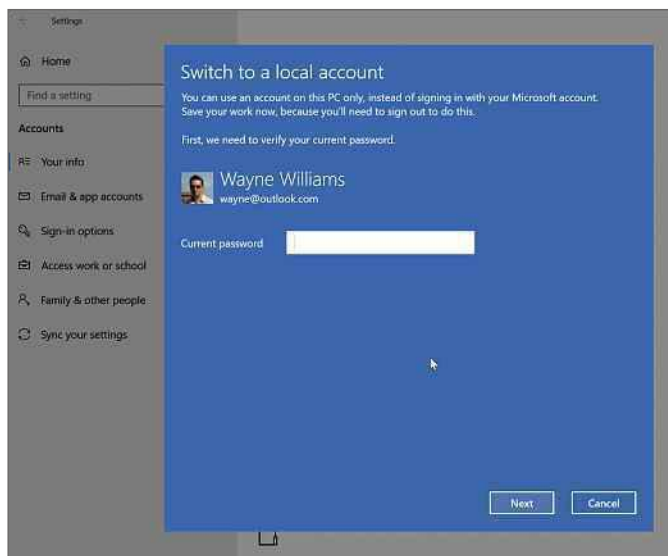 Settings
Home
Find a setting
Accounts
Your info
Email & app accounts
Sign-in options
Access work or school
Family & other people
Sync your settings
Switch to a local account
You can use an account on this PC only, instead of signing in with your Microsoft account.
Save your work now, because you'll need to sign out to do this.
First, we need to verify your current password.
Wayne Williams
wayne@outlook.com
Current password
Next
Cancel